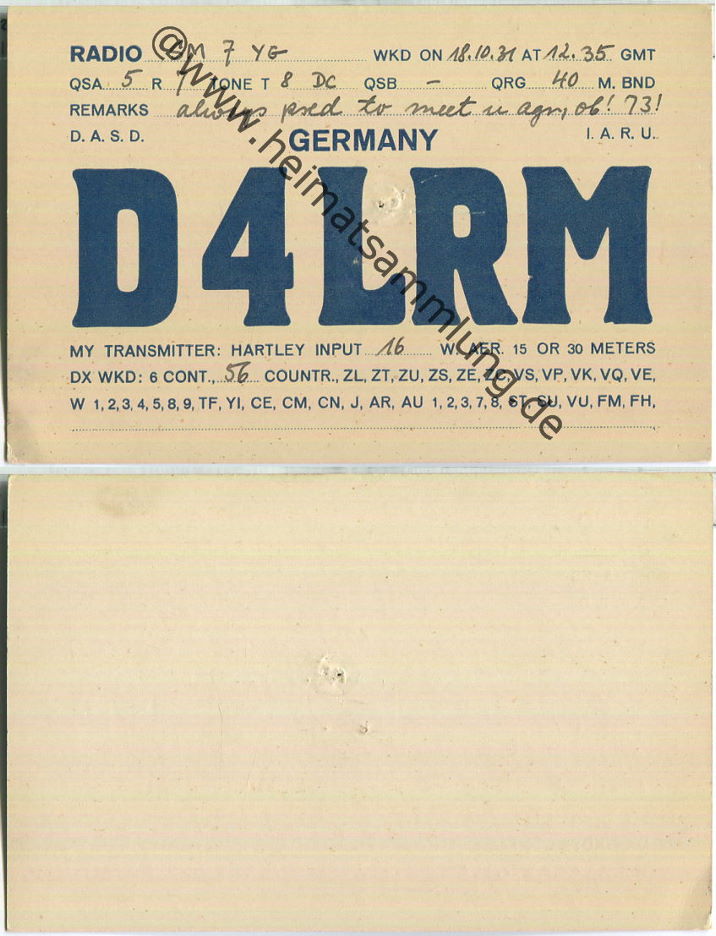 RADIO EM 7 YG WKD ON 18.10.31 AT 12.35 GMT
QSA 5 R 7 TONE T 8 DC QSB – QRG 40 M. BND
REMARKS always psed to meet u agn, ob! 73!
D. A. S. D. GERMANY I. A. R. U.
D4LRM
MY TRANSMITTER: HARTLEY INPUT 16 W. AER. 15 OR 30 METERS
DX WKD: 6 CONT., 56 COUNTR., ZL, ZT, ZU, ZS, ZE, ZC, VS, VP, VK, VQ, VE,
W 1, 2, 3, 4, 5, 8, 9, TF, YI, CE, CM, CN, J, AR, AU 1, 2, 3, 7, 8, ST, SU, VU, FM, FH,
@www.heimatsammlung.de